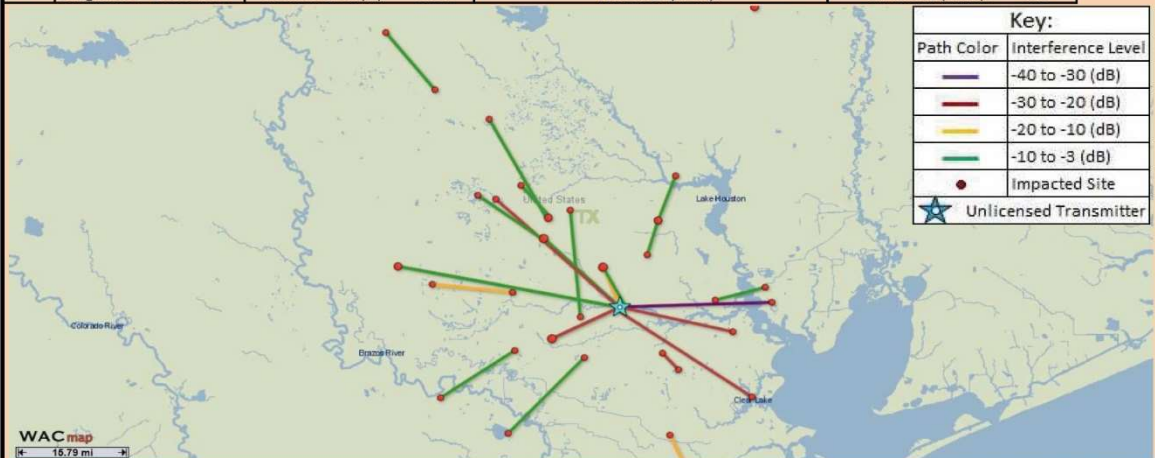 Key:
Path Color Interference Level
-40 to -30 (dB)
-30 to -20 (dB)
-20 to -10 (dB)
-10 to -3 (dB)
Impacted Site
Unlicensed Transmitter
United States
TX
Lake Houston
Colorado River
Brazos River
Clear Lake
WACmap
15.79 mi